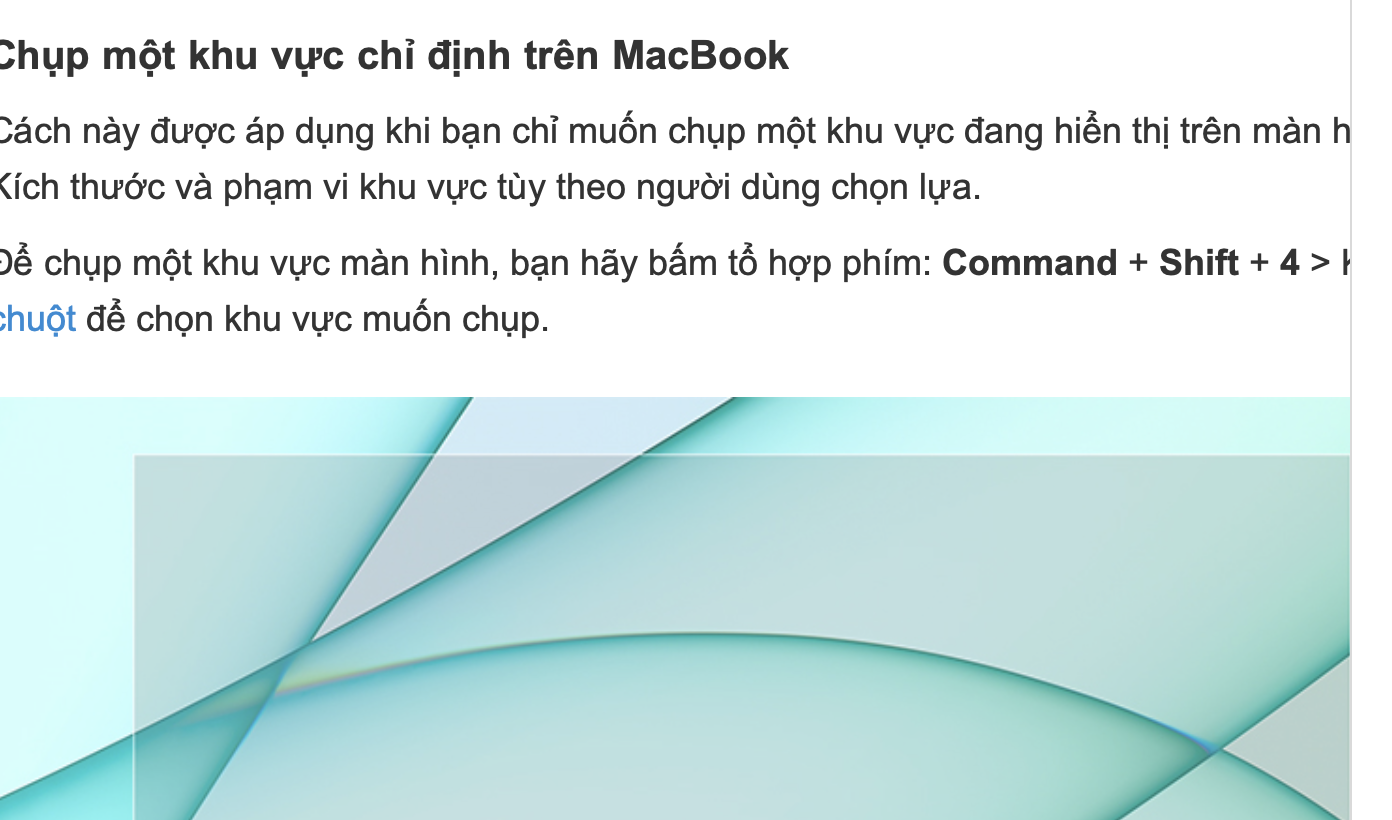 Chụp một khu vực chỉ định trên MacBook
Cách này được áp dụng khi bạn chỉ muốn chụp một khu vực đang hiển thị trên màn h
Kích thước và phạm vi khu vực tùy theo người dùng chọn lựa.
Để chụp một khu vực màn hình, bạn hãy bấm tổ hợp phím: Command + Shift + 4 >
chuột để chọn khu vực muốn chụp.